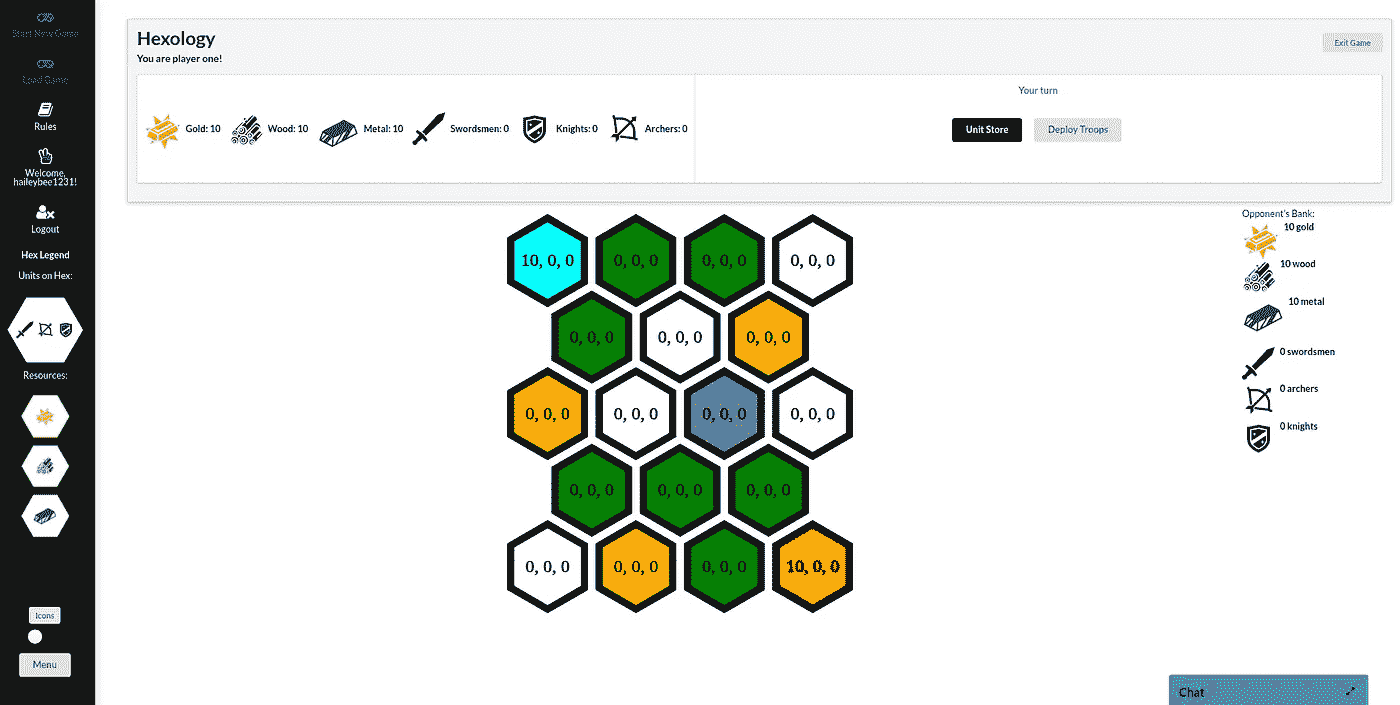 Start New Game
Load Game
Rules
Welcome,
haileybee1231!
Logout
Hex Legend
Units on Hex:
Resources:
Icons
Menu
Hexology
You are player one!
Exit Game
Gold: 10 Wood: 10 Metal: 10 Swordsmen: 0 Knights: 0 Archers: 0
Your turn
Unit Store Deploy Troops
10, 0, 0 0, 0, 0 0, 0, 0 0, 0, 0
0, 0, 0 0, 0, 0 0, 0, 0
0, 0, 0 0, 0, 0 0, 0, 0 0, 0, 0
0, 0, 0 0, 0, 0 0, 0, 0
0, 0, 0 0, 0, 0 0, 0, 0 10, 0, 0
Opponent's Bank:
10 gold
10 wood
10 metal
0 swordsmen
0 archers
0 knights
Chat